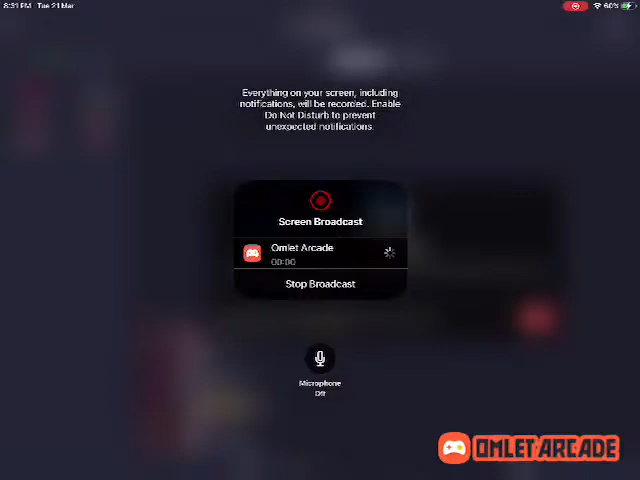 8:31 PM Tue 21 Mar
60%
Everything on your screen, including
notifications, will be recorded. Enable
Do Not Disturb to prevent
unexpected notifications.
Screen Broadcast
Omlet Arcade
00:00
Stop Broadcast
Microphone
Off
OMLET ARCADE